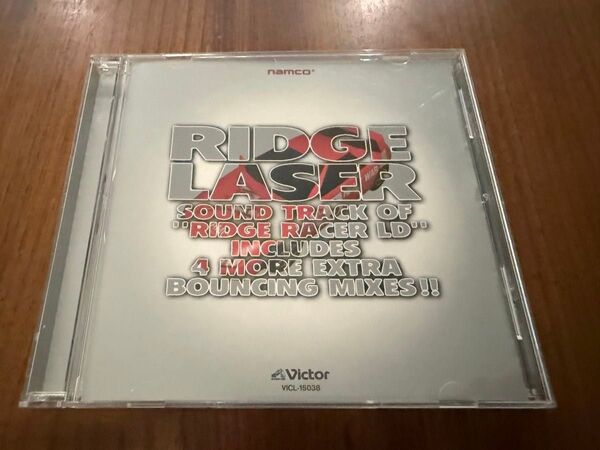 namco®
RIDGE
LASER
SOUND TRACK OF
"RIDGE RACER LD"
INCLUDES
4 MORE EXTRA
BOUNCING MIXES!!
Victor
VICL-15038